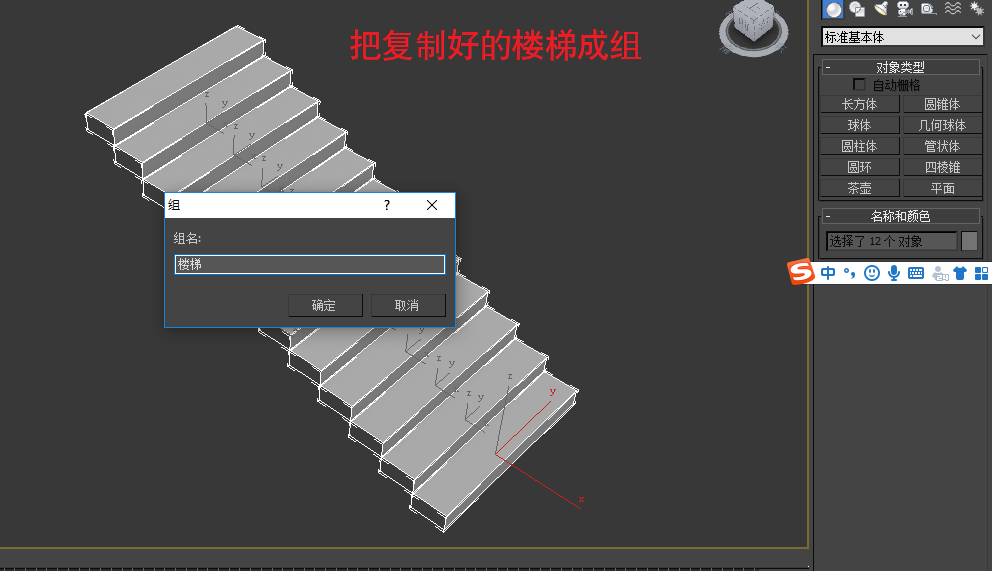 把复制好的楼梯成组
标准基本体
- 对象类型
自动栅格
长方体 圆锥体
球体 几何球体
圆柱体 管状体
圆环 四棱锥
茶壶 平面
- 名称和颜色
选择了 12 个 对象
S 中 °,
组 ?
组名:
楼梯
确定 取消
z y
z y
z y
y
z y
z y
z y
x